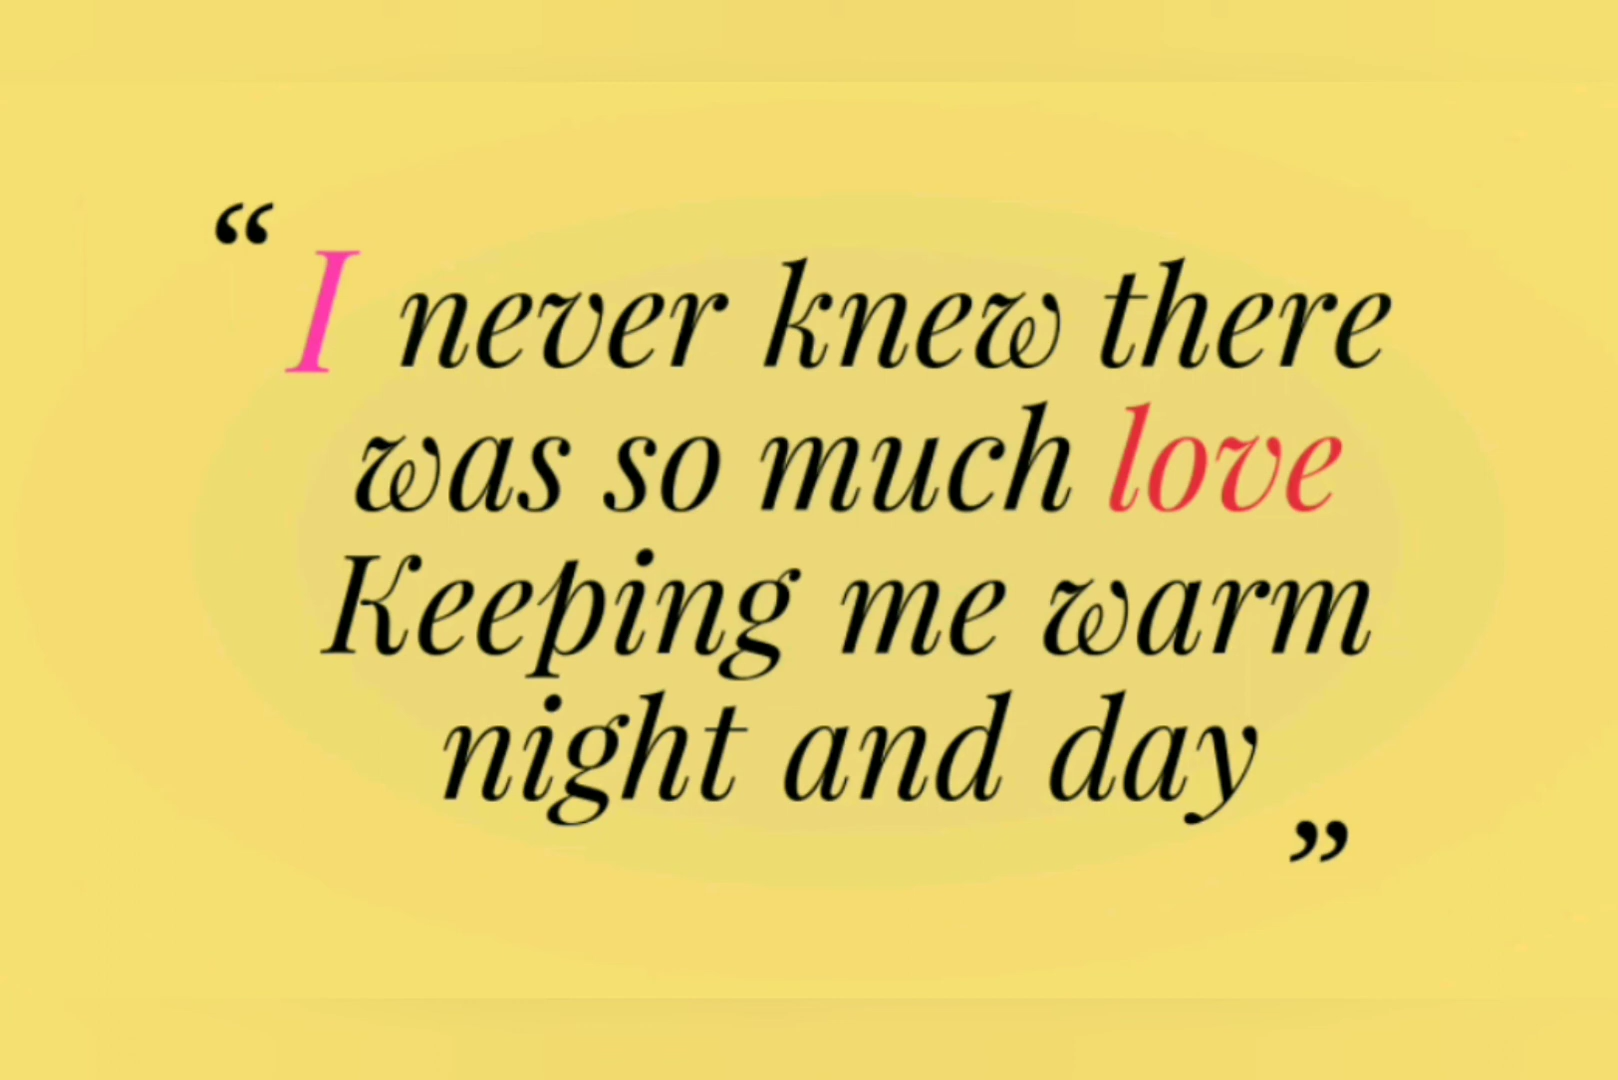 “I never knew there
was so much love
Keeping me warm
night and day”